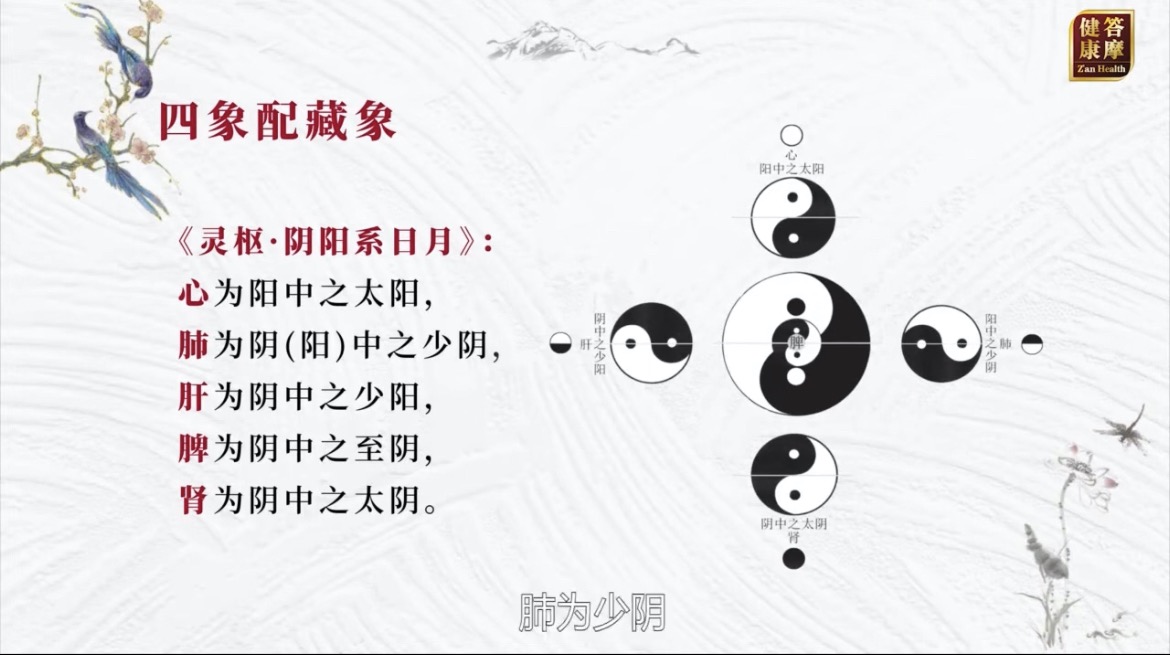 健答
康摩
Zan Health
四象配藏象
《灵枢·阴阳系日月》：
心为阳中之太阳，
肺为阴(阳)中之少阴，
肝为阴中之少阳，
脾为阴中之至阴，
肾为阴中之太阴。
心
阳中之太阳
肝
阴中之少阳
脾
阳中之少阴
肺
阴中之太阴
肾
肺为少阴